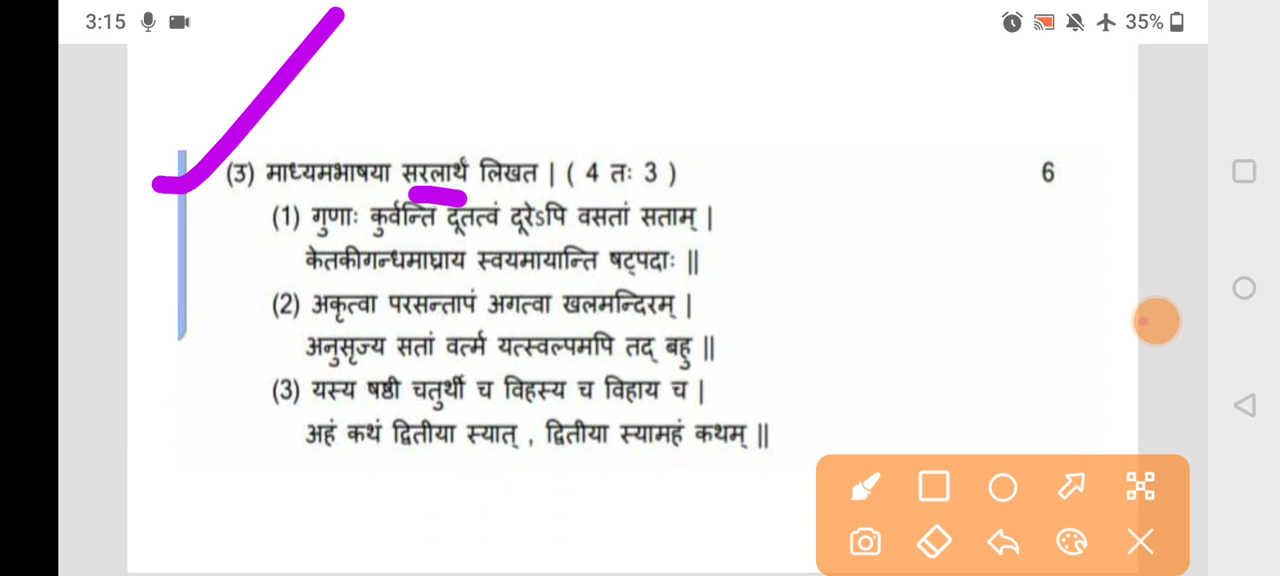 3:15 35%
(उ) माध्यमभाषया सरलार्थं लिखत | ( 4 तः 3 ) 6
(1) गुणाः कुर्वन्ति दूतत्वं दूरेऽपि वसतां सताम् |
केतकीगन्धमाघ्राय स्वयमायान्ति षट्पदाः ||
(2) अकृत्वा परसन्तापं अगत्वा खलमन्दिरम् |
अनुसृज्य सतां वर्त्म यत्स्वल्पमपि तद् बहु ||
(3) यस्य षष्ठी चतुर्थी च विहस्य च विहाय च |
अहं कथं द्वितीया स्यात् , द्वितीया स्यामहं कथम् ||